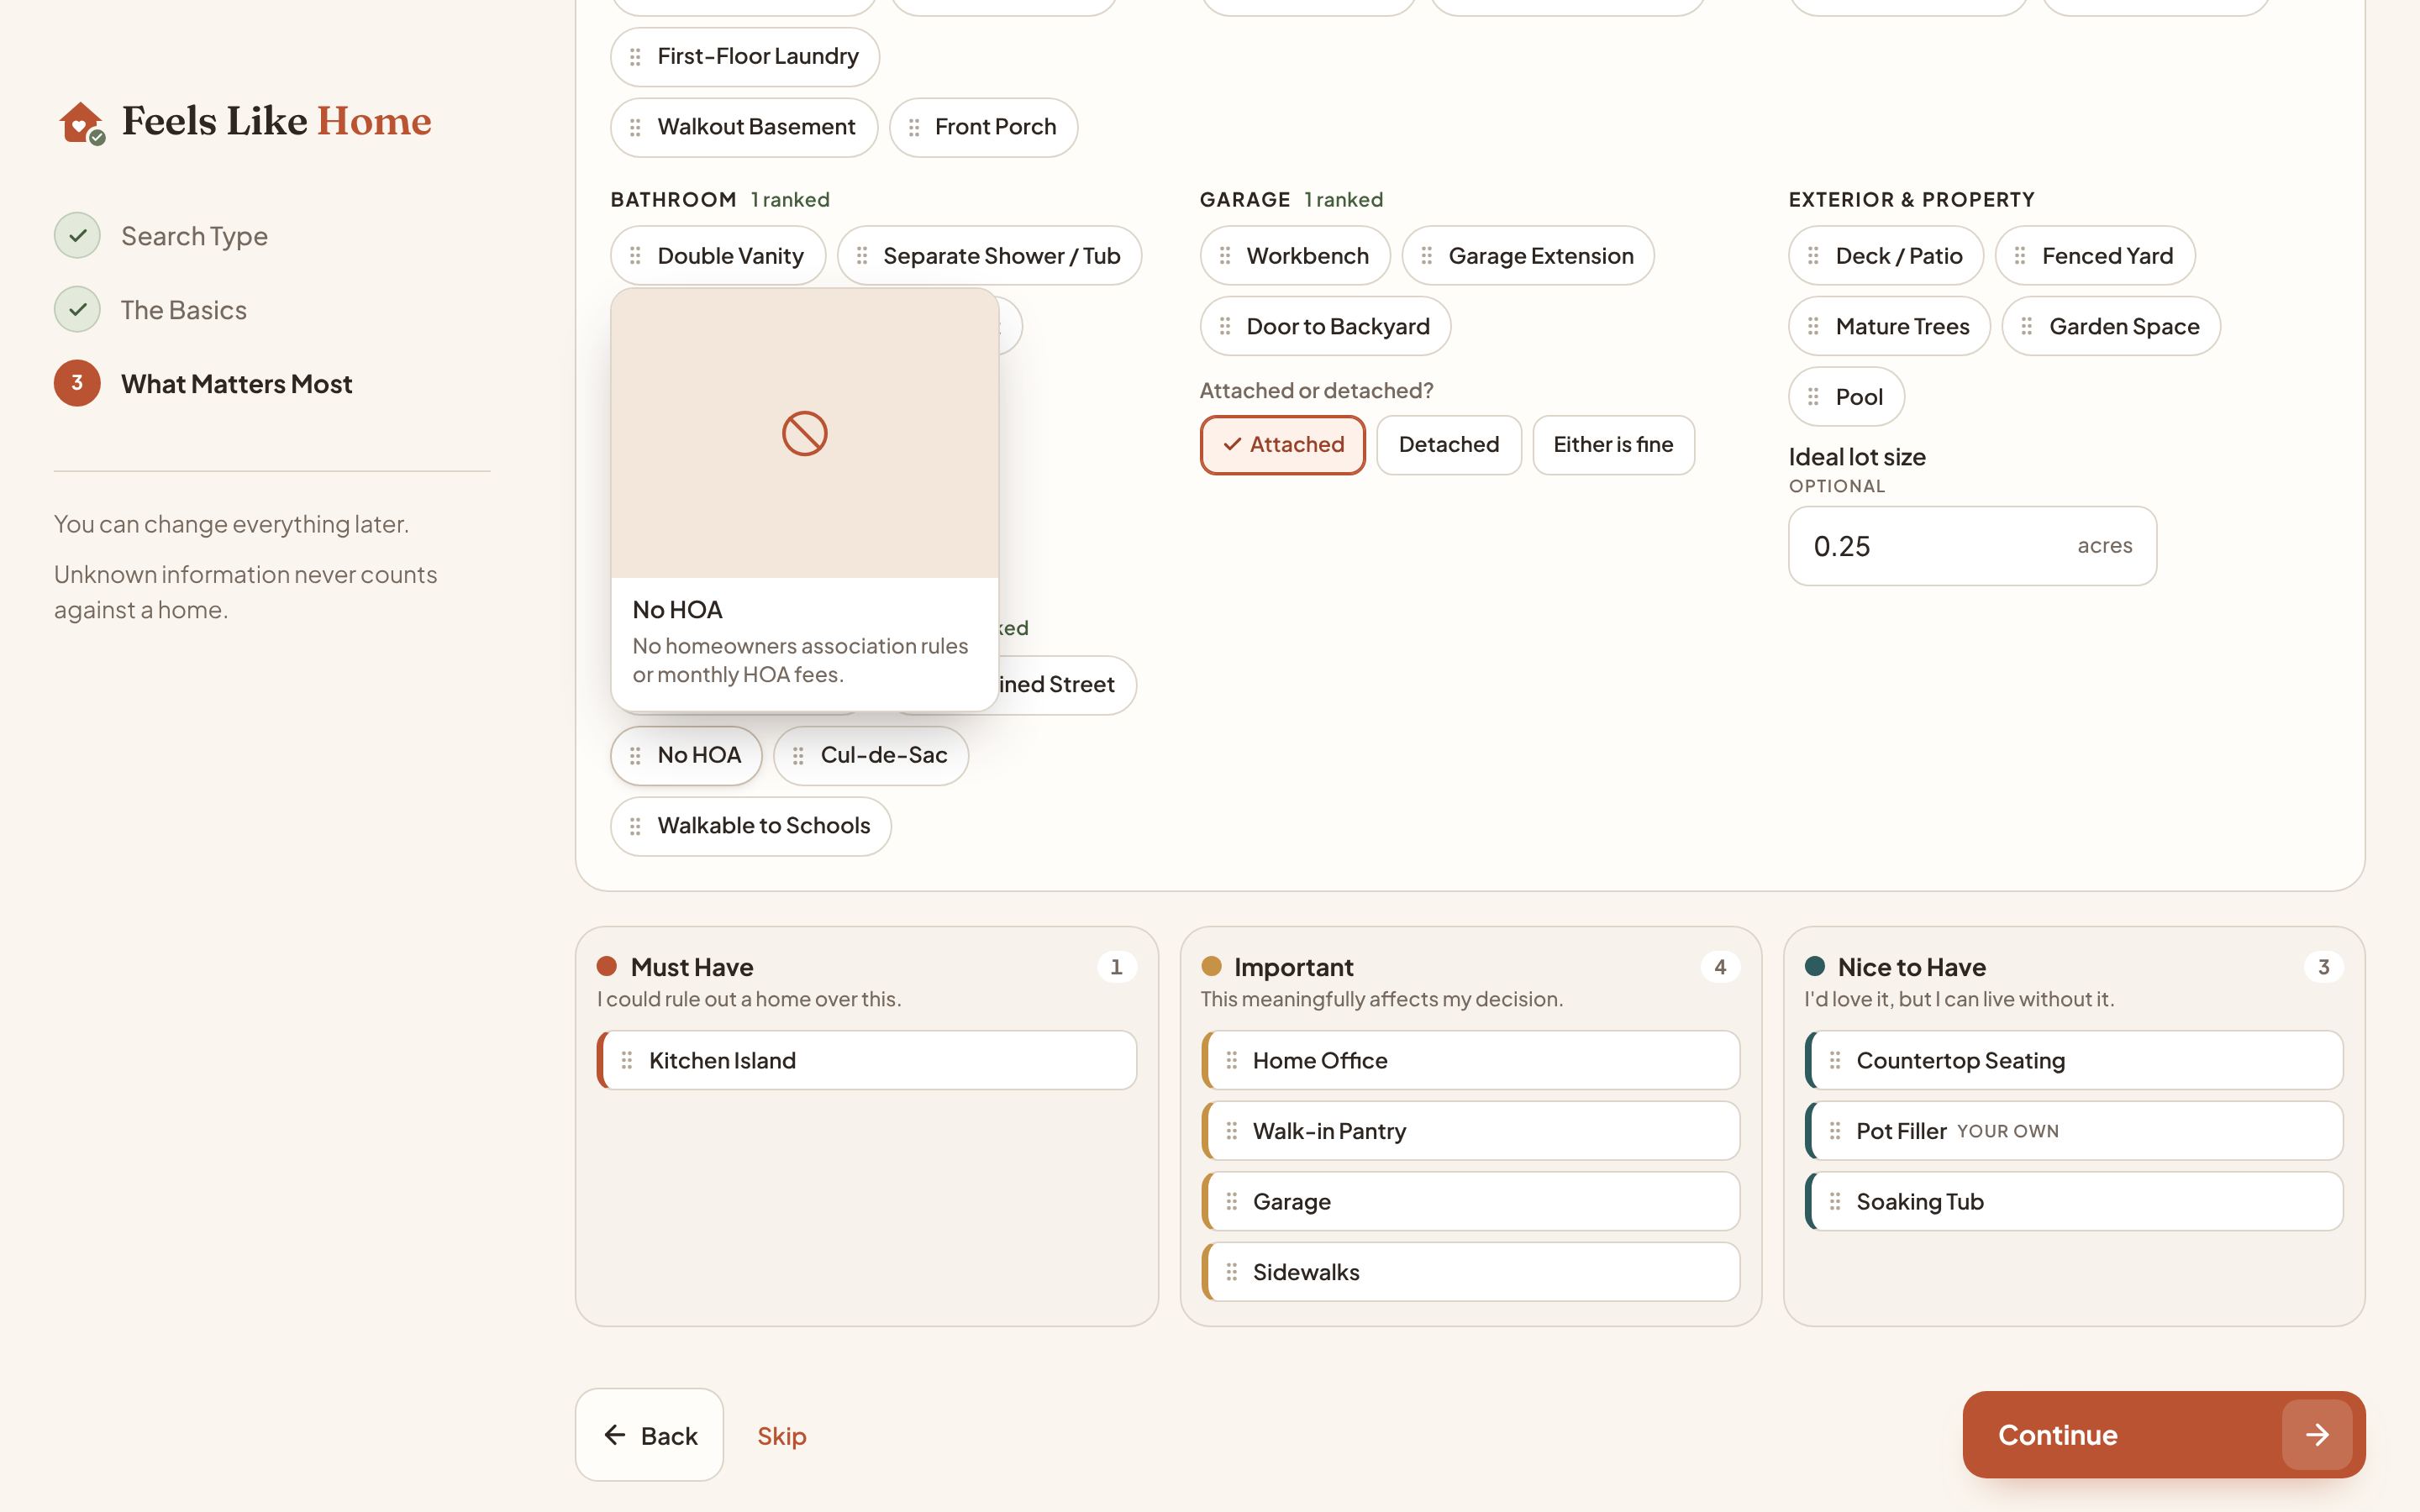 Feels Like Home
Search Type
The Basics
3 What Matters Most
You can change everything later.
Unknown information never counts
against a home.
First-Floor Laundry
Walkout Basement
Front Porch
BATHROOM 1 ranked
Double Vanity
Separate Shower / Tub
GARAGE 1 ranked
Workbench
Garage Extension
Door to Backyard
Attached or detached?
Attached
Detached
Either is fine
EXTERIOR & PROPERTY
Deck / Patio
Fenced Yard
Mature Trees
Garden Space
Pool
Ideal lot size
OPTIONAL
0.25 acres
No HOA
No homeowners association rules
or monthly HOA fees.
Street
No HOA
Cul-de-Sac
Walkable to Schools
Must Have 1
I could rule out a home over this.
Kitchen Island
Important 4
This meaningfully affects my decision.
Home Office
Walk-in Pantry
Garage
Sidewalks
Nice to Have 3
I'd love it, but I can live without it.
Countertop Seating
Pot Filler YOUR OWN
Soaking Tub
Back
Skip
Continue